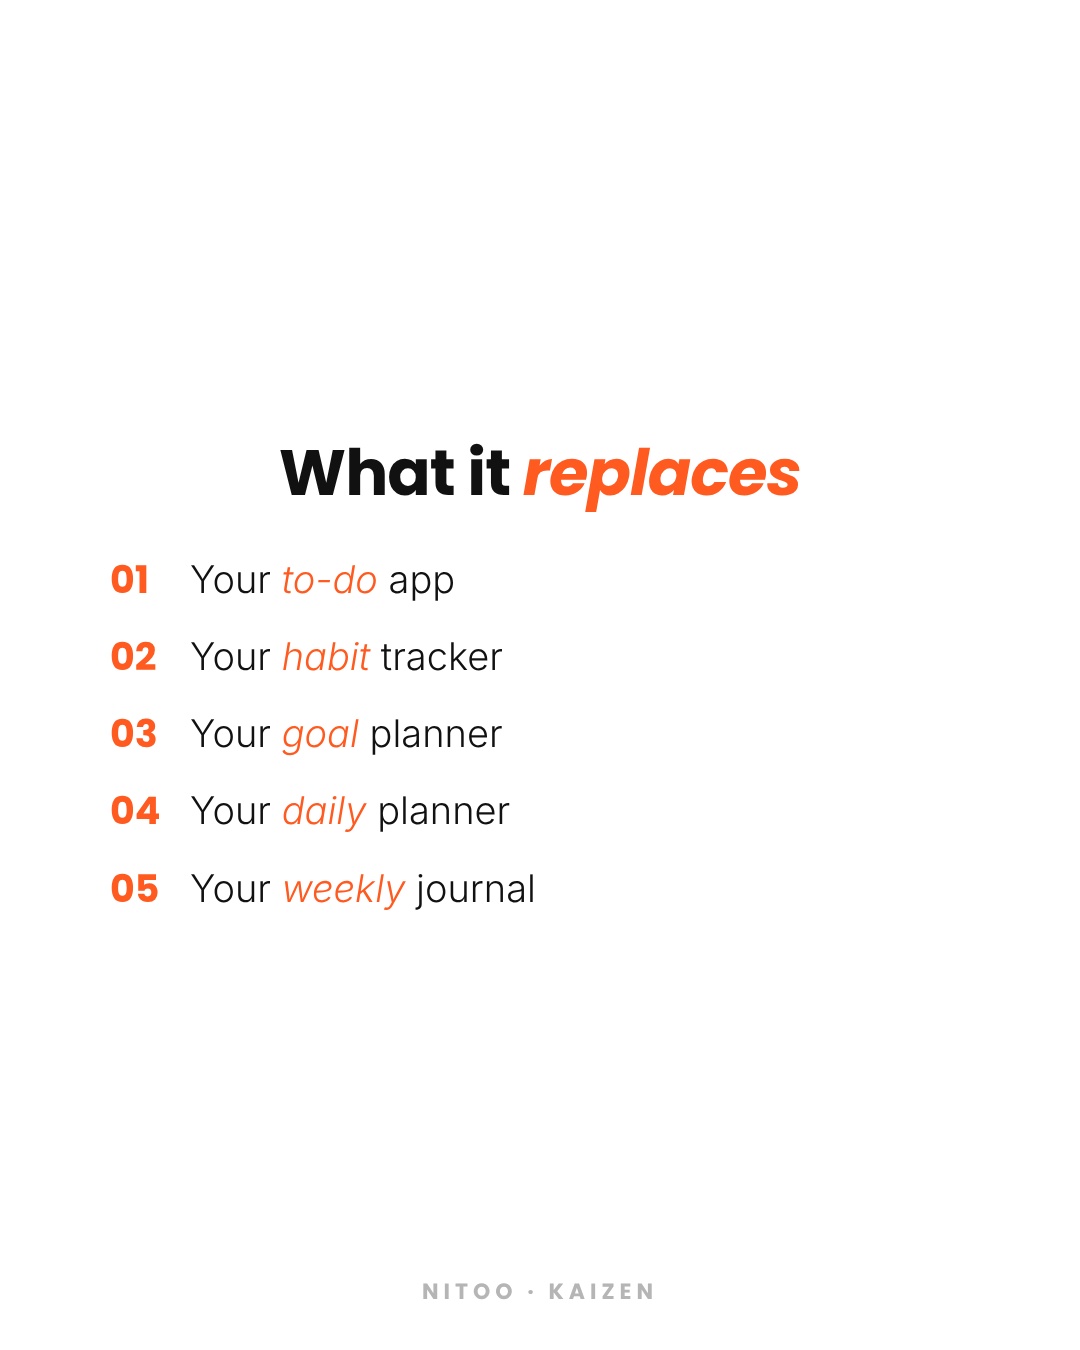 What it replaces
01 Your to-do app
02 Your habit tracker
03 Your goal planner
04 Your daily planner
05 Your weekly journal
NITOO · KAIZEN